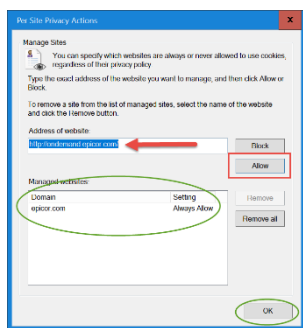 Per Site Privacy Actions
x
Manage Sites
You can specify which websites are always or never allowed to use cookies,
regardless of their privacy policy
Type the exact address of the website you want to manage, and then click Allow or
Block.
To remove a site from the list of managed sites, select the name of the website
and click the Remove button.
Address of website:
http://ondemand.epicor.com/
Block
Allow
Managed websites:
Domain Setting
Remove
epicor.com Always Allow
Remove all
OK